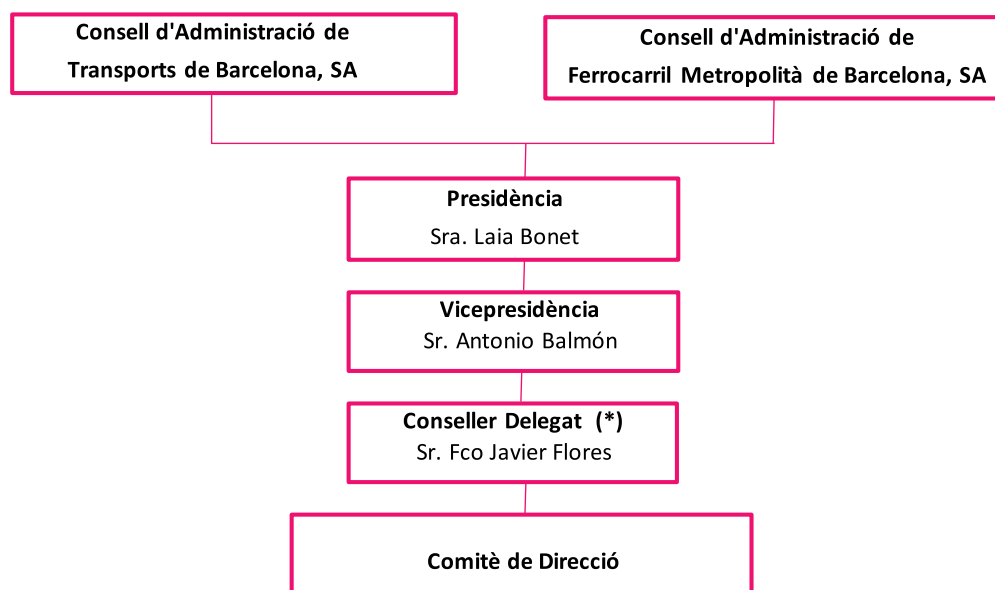 Consell d'Administració de
Transports de Barcelona, SA
Consell d'Administració de
Ferrocarril Metropolità de Barcelona, SA
Presidència
Sra. Laia Bonet
Vicepresidència
Sr. Antonio Balmón
Conseller Delegat (*)
Sr. Fco Javier Flores
Comitè de Direcció